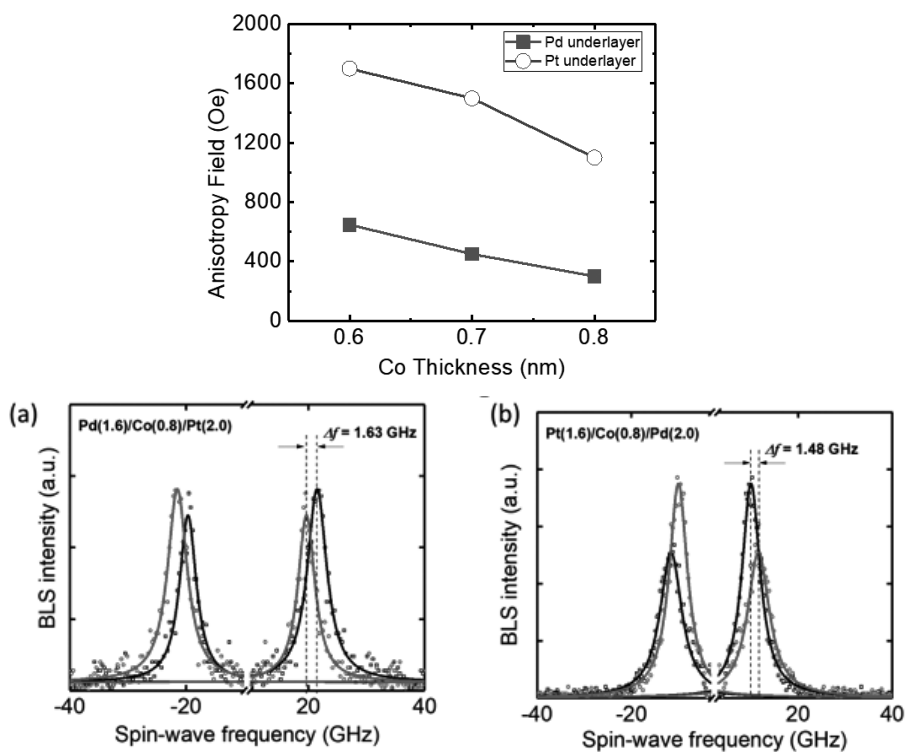 2000
1600
1200
800
400
0
Anisotropy Field (Oe)
Pd underlayer
Pt underlayer
0.6
0.7
0.8
Co Thickness (nm)
(a)
Pd(1.6)/Co(0.8)/Pt(2.0)
Δf = 1.63 GHz
BLS intensity (a.u.)
-40
-20
20
40
Spin-wave frequency (GHz)
(b)
Pt(1.6)/Co(0.8)/Pd(2.0)
Δf = 1.48 GHz
BLS intensity (a.u.)
-40
-20
20
40
Spin-wave frequency (GHz)